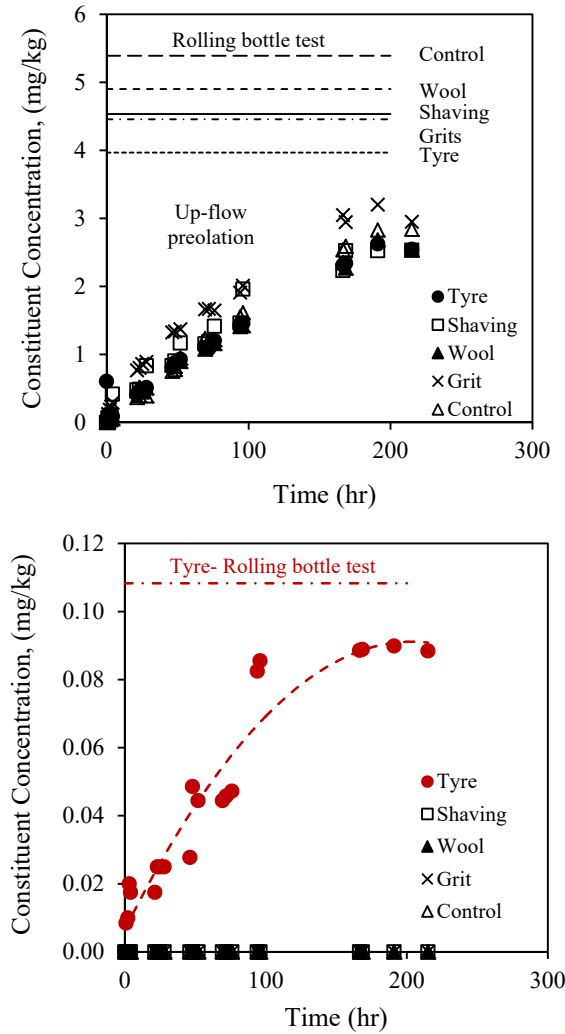 6
5
4
3
2
1
0
Constituent Concentration, (mg/kg)
Rolling bottle test
Control
Wool
Shaving
Grits
Tyre
Up-flow
preolation
Tyre
Shaving
Wool
Grit
Control
0
100
200
300
Time (hr)
0.12
0.10
0.08
0.06
0.04
0.02
0.00
Constituent Concentration, (mg/kg)
Tyre- Rolling bottle test
Tyre
Shaving
Wool
Grit
Control
0
100
200
300
Time (hr)